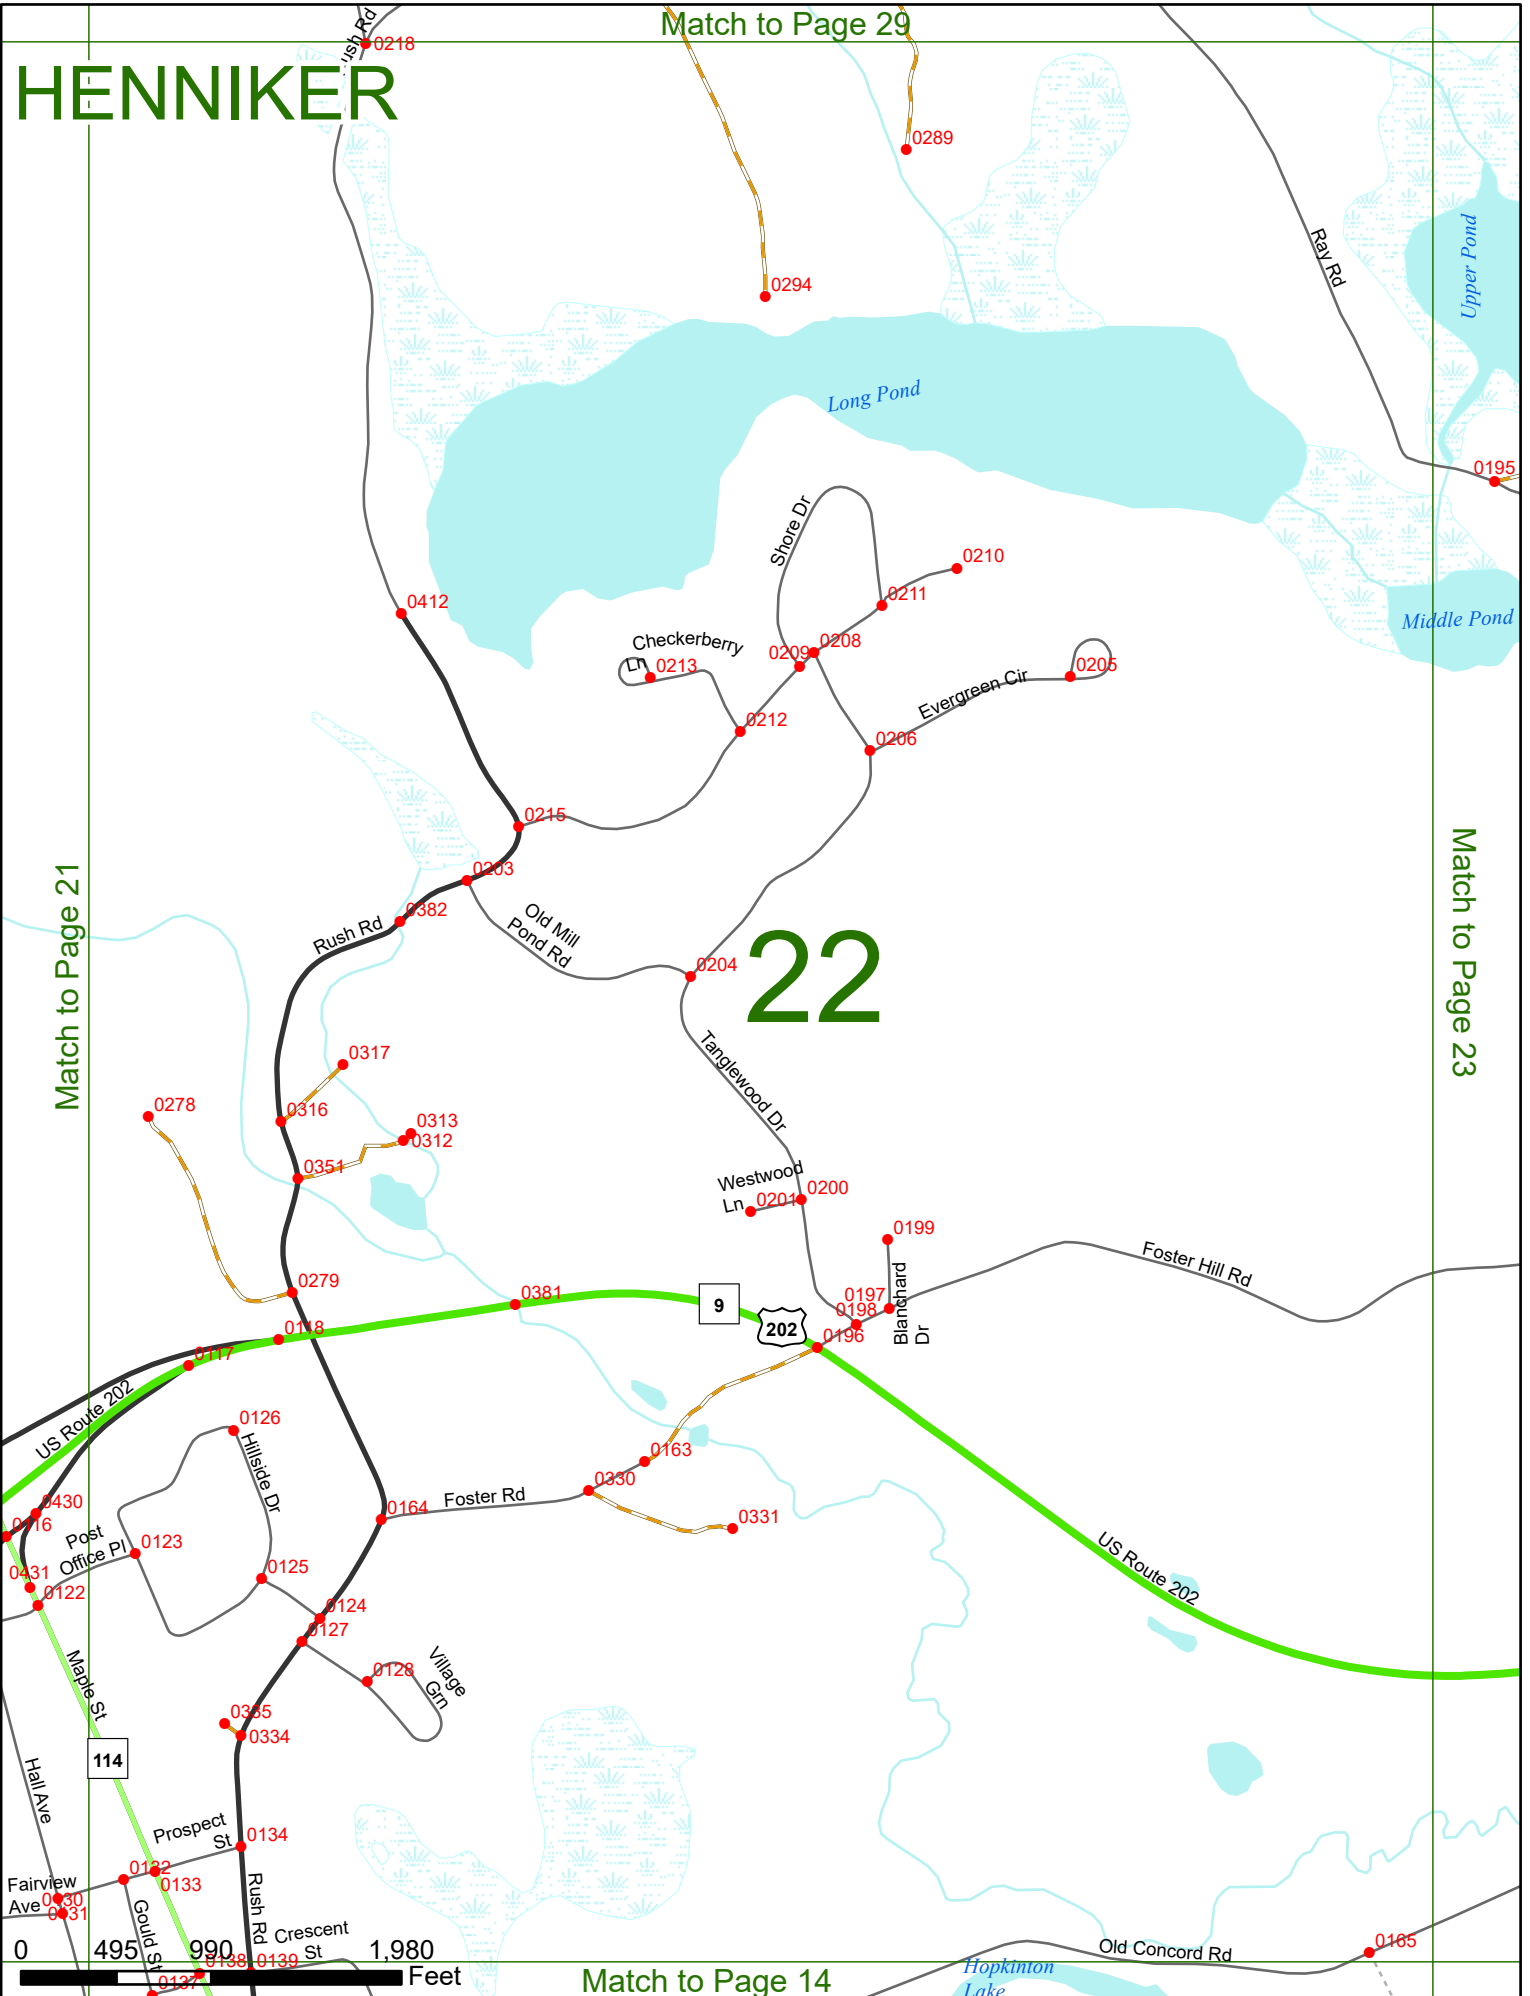 Match to Page 29
ush Rd
0218
HENNIKER
0289
0294
Ray Rd
Upper Pond
Long Pond
0195
Shore Dr
0210
0211
0412
Middle Pond
Checkerberry
Ln
0213
0209
0208
0205
Evergreen Cir
0212
0206
0215
Match to Page 21
Match to Page 23
0203
0382
Rush Rd
Old Mill
Pond Rd
22
0204
Tanglewood Dr
0317
0278
0316
0313
0312
0351
Westwood
Ln
0201
0200
0199
Foster Hill Rd
0279
0381
9
202
0197
0198
Blanchard
Dr
0118
0196
0117
US Route 202
0126
Hillside Dr
0163
0330
0164
Foster Rd
0331
0430
Post
Office Pl
0123
US Route 202
0431
0122
0125
0124
0127
Maple St
0128
Village
Grn
0334
114
Hall Ave
Prospect
St
0134
0132
0133
Fairview
Ave
Gould St
Rush Rd
Crescent
St
0138
0139
0137
Old Concord Rd
0165
Hopkinton
Lake
0 495 990 1,980
Feet
Match to Page 14